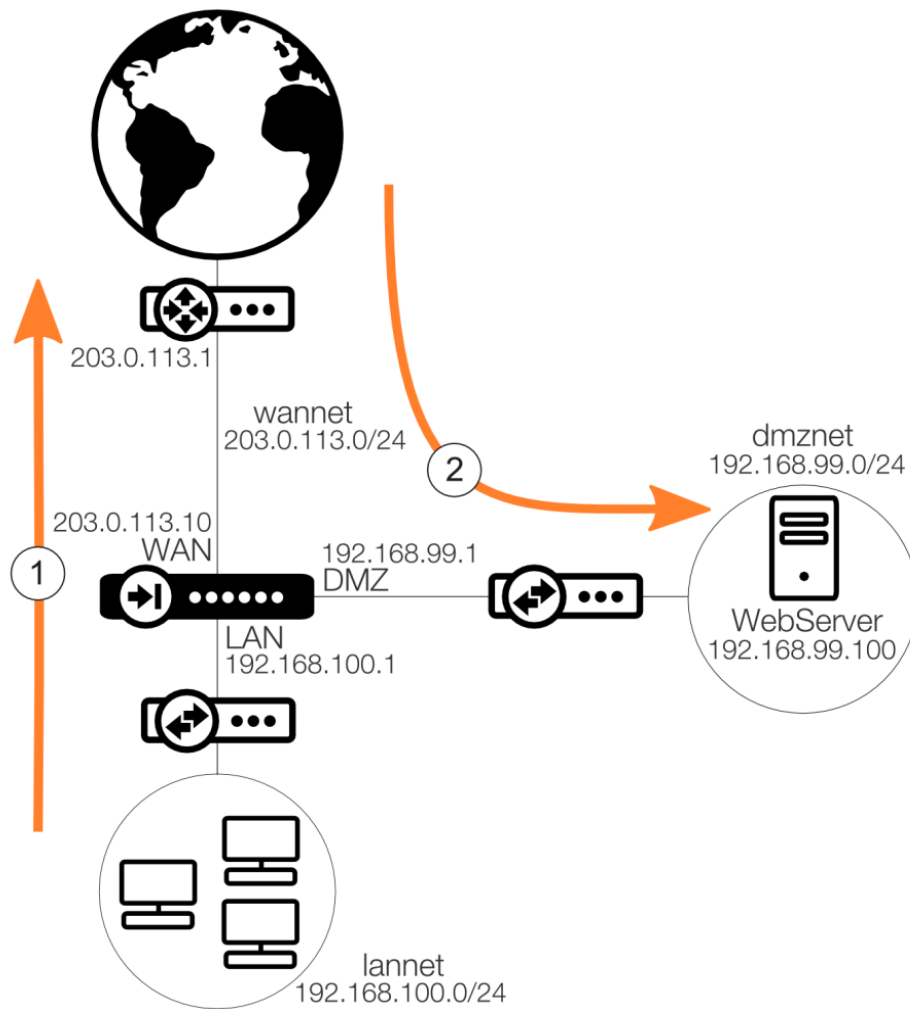 203.0.113.1
wannet
203.0.113.0/24
2
dmznet
192.168.99.0/24
203.0.113.10
WAN
192.168.99.1
DMZ
1
WebServer
192.168.99.100
LAN
192.168.100.1
lannet
192.168.100.0/24